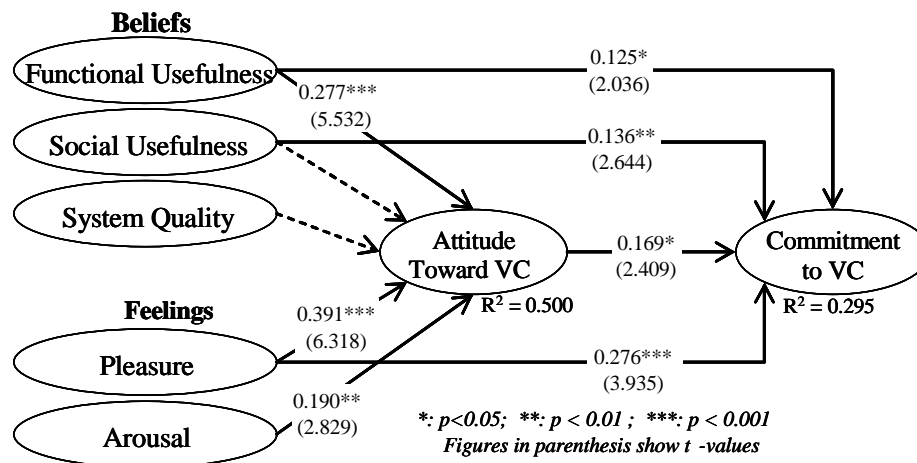 Beliefs
Functional Usefulness
0.125*
(2.036)
0.277***
(5.532)
Social Usefulness
0.136**
(2.644)
System Quality
Attitude
Toward VC
0.169*
(2.409)
Commitment
to VC
R² = 0.500
R² = 0.295
Feelings
0.391***
(6.318)
Pleasure
0.276***
(3.935)
0.190**
(2.829)
Arousal
*: p<0.05; **: p < 0.01 ; ***: p < 0.001
Figures in parenthesis show t -values